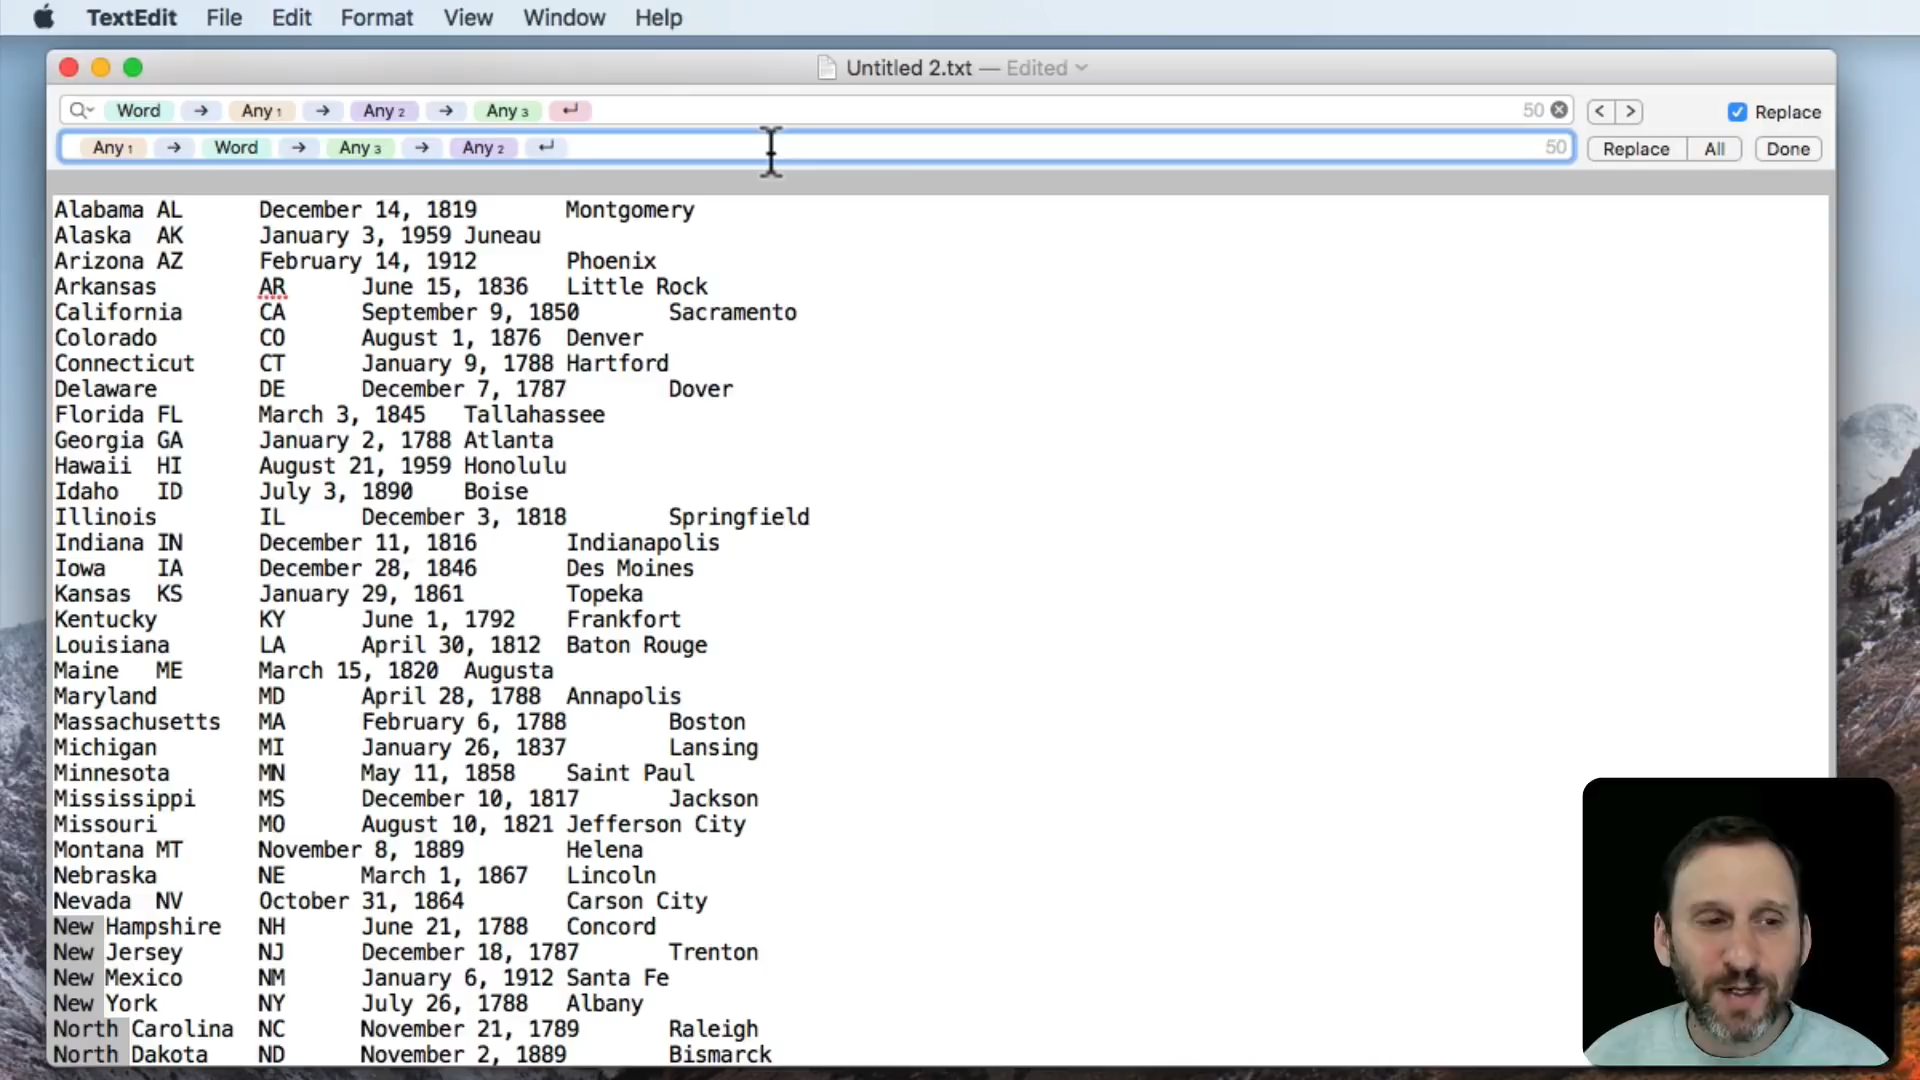 TextEdit File Edit Format View Window Help
Untitled 2.txt — Edited
Word → Any 1 → Any 2 → Any 3 ↵ 50 < > Replace
Any 1 → Word → Any 3 → Any 2 ↵ 50 Replace All Done
Alabama AL December 14, 1819 Montgomery
Alaska AK January 3, 1959 Juneau
Arizona AZ February 14, 1912 Phoenix
Arkansas AR June 15, 1836 Little Rock
California CA September 9, 1850 Sacramento
Colorado CO August 1, 1876 Denver
Connecticut CT January 9, 1788 Hartford
Delaware DE December 7, 1787 Dover
Florida FL March 3, 1845 Tallahassee
Georgia GA January 2, 1788 Atlanta
Hawaii HI August 21, 1959 Honolulu
Idaho ID July 3, 1890 Boise
Illinois IL December 3, 1818 Springfield
Indiana IN December 11, 1816 Indianapolis
Iowa IA December 28, 1846 Des Moines
Kansas KS January 29, 1861 Topeka
Kentucky KY June 1, 1792 Frankfort
Louisiana LA April 30, 1812 Baton Rouge
Maine ME March 15, 1820 Augusta
Maryland MD April 28, 1788 Annapolis
Massachusetts MA February 6, 1788 Boston
Michigan MI January 26, 1837 Lansing
Minnesota MN May 11, 1858 Saint Paul
Mississippi MS December 10, 1817 Jackson
Missouri MO August 10, 1821 Jefferson City
Montana MT November 8, 1889 Helena
Nebraska NE March 1, 1867 Lincoln
Nevada NV October 31, 1864 Carson City
New Hampshire NH June 21, 1788 Concord
New Jersey NJ December 18, 1787 Trenton
New Mexico NM January 6, 1912 Santa Fe
New York NY July 26, 1788 Albany
North Carolina NC November 21, 1789 Raleigh
North Dakota ND November 2, 1889 Bismarck